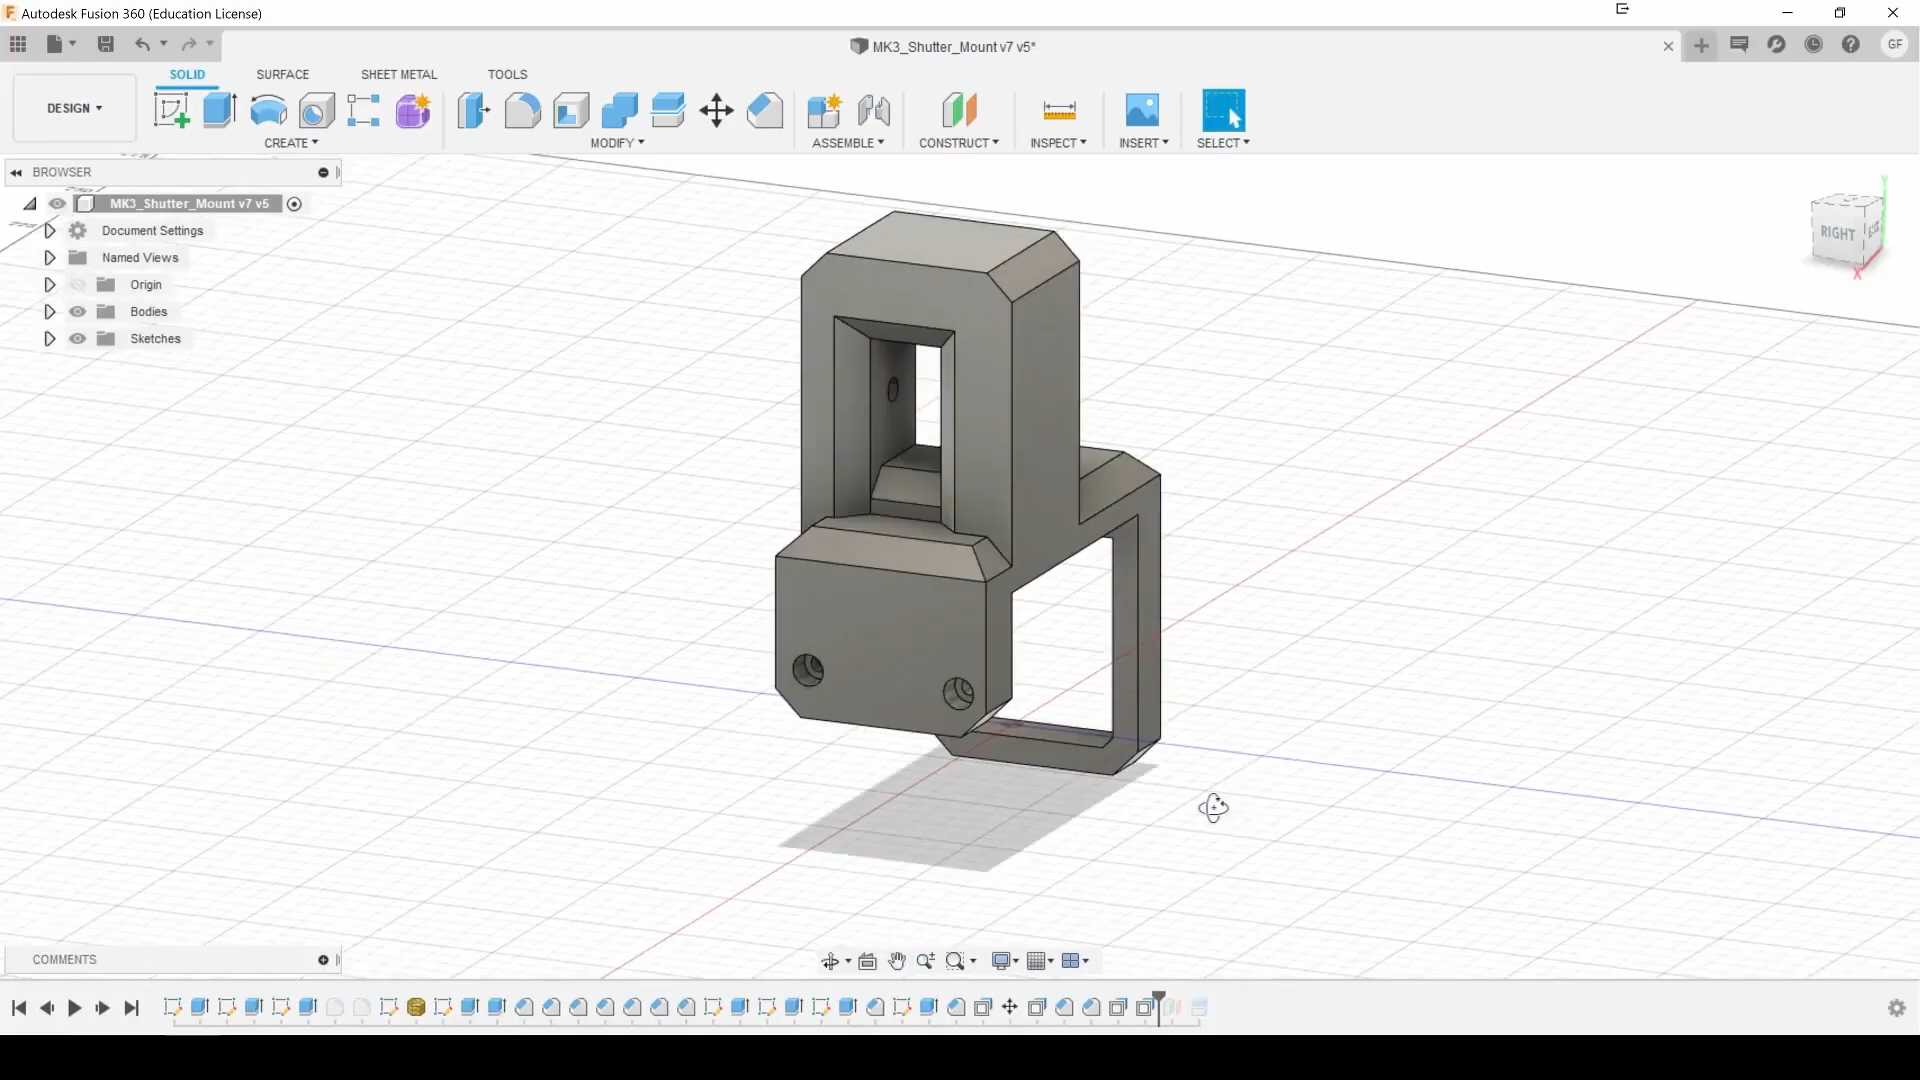 Autodesk Fusion 360 (Education License)
MK3_Shutter_Mount v7 v5*
GF
SOLID SURFACE SHEET METAL TOOLS
DESIGN
CREATE MODIFY ASSEMBLE CONSTRUCT INSPECT INSERT SELECT
BROWSER
MK3_Shutter_Mount v7 v5
Document Settings
Named Views
Origin
Bodies
Sketches
Y
RIGHT
X
COMMENTS